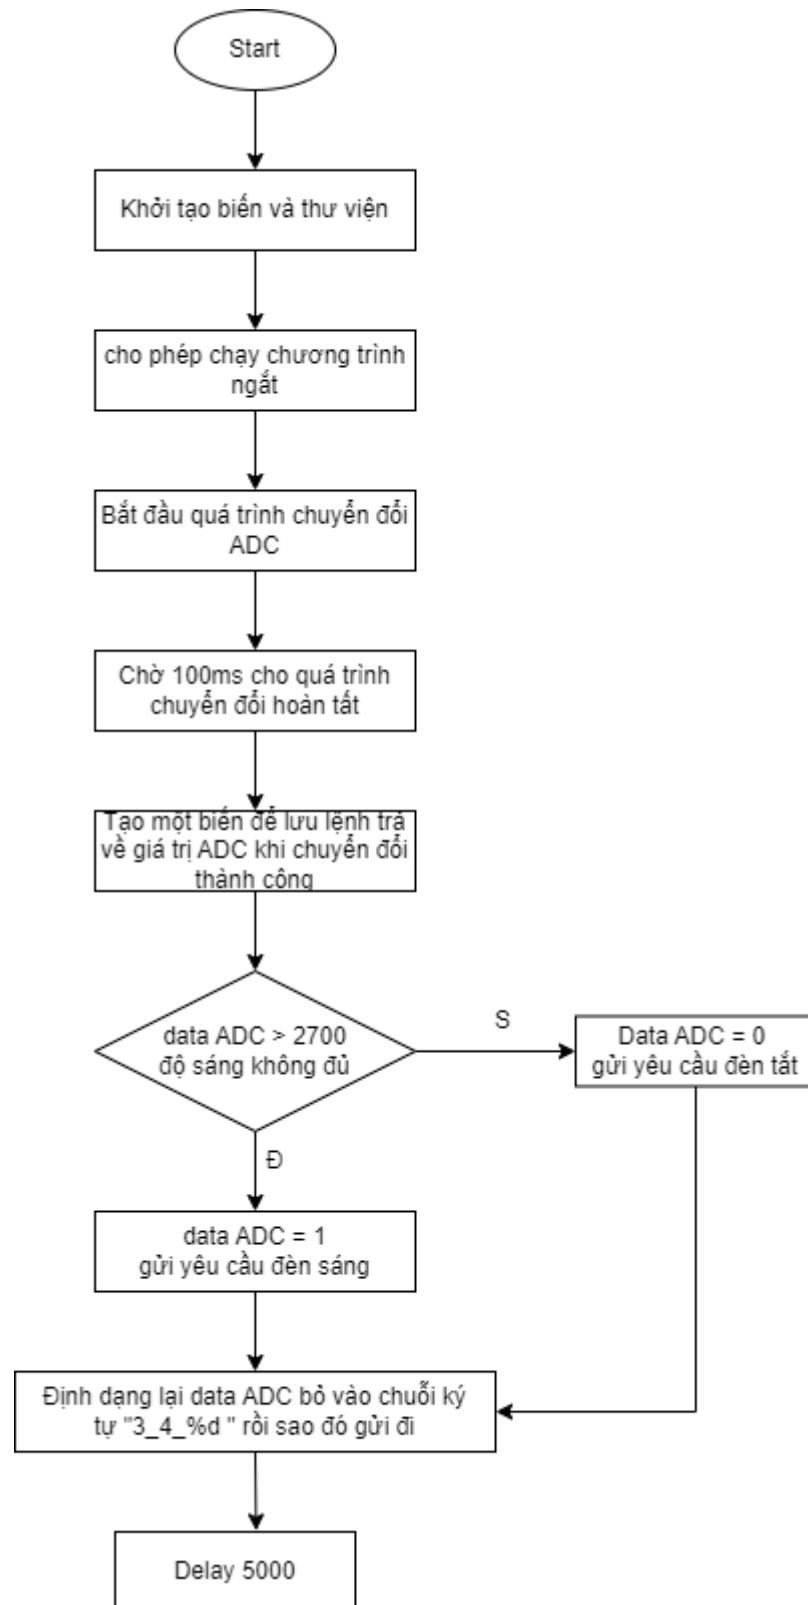 Start
Khởi tạo biến và thư viện
cho phép chạy chương trình
ngắt
Bắt đầu quá trình chuyển đổi
ADC
Chờ 100ms cho quá trình
chuyển đổi hoàn tất
Tạo một biến để lưu lệnh trả
về giá trị ADC khi chuyển đổi
thành công
data ADC > 2700
độ sáng không đủ
S
Data ADC = 0
gửi yêu cầu đèn tắt
Đ
data ADC = 1
gửi yêu cầu đèn sáng
Định dạng lại data ADC bỏ vào chuỗi ký
tự "3_4_%d " rồi sao đó gửi đi
Delay 5000